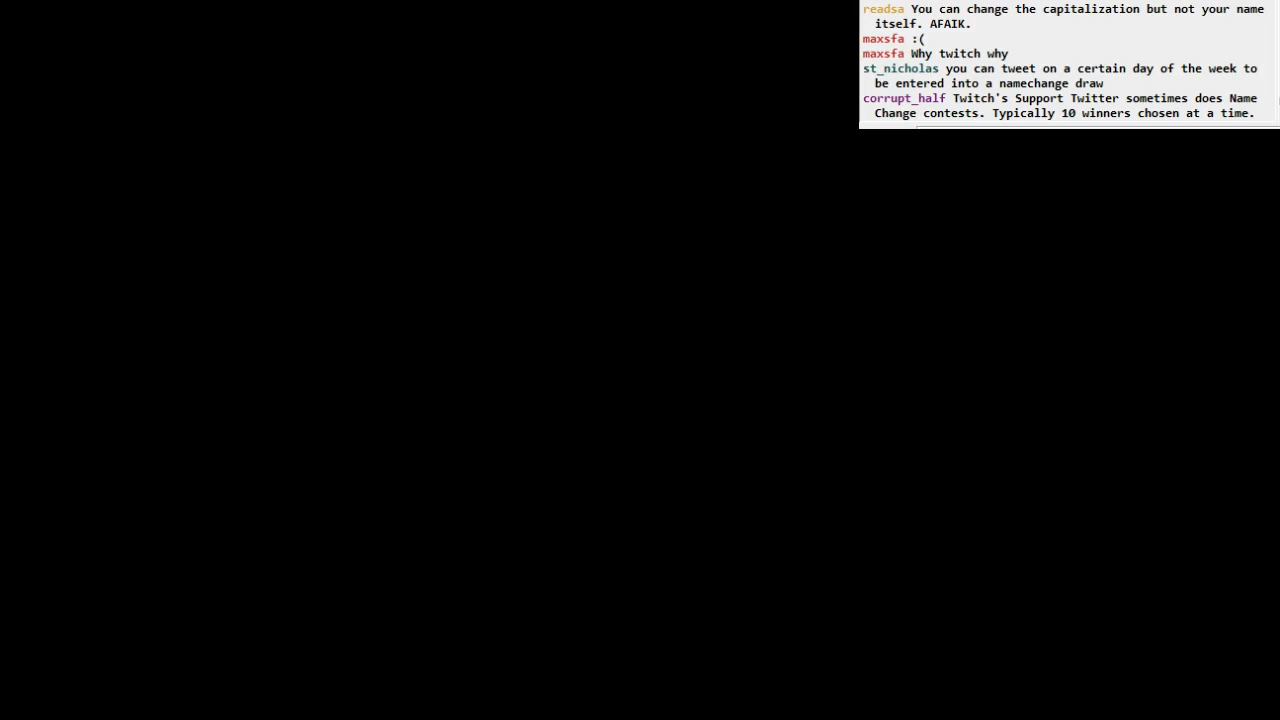 readsa You can change the capitalization but not your name
itself. AFAIK.
maxsfa :(
maxsfa Why twitch why
st_nicholas you can tweet on a certain day of the week to
be entered into a namechange draw
corrupt_half Twitch's Support Twitter sometimes does Name
Change contests. Typically 10 winners chosen at a time.